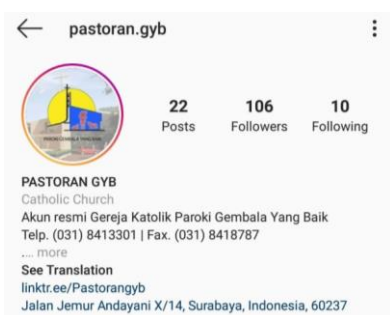 pastoran.gyb
22
106
10
Posts
Followers
Following
PASTORAN GYB
Catholic Church
Akun resmi Gereja Katolik Paroki Gembala Yang Baik
Telp. (031) 8413301 | Fax. (031) 8418787
.... more
See Translation
linktr.ee/Pastorangyb
Jalan Jemur Andayani X/14, Surabaya, Indonesia, 60237